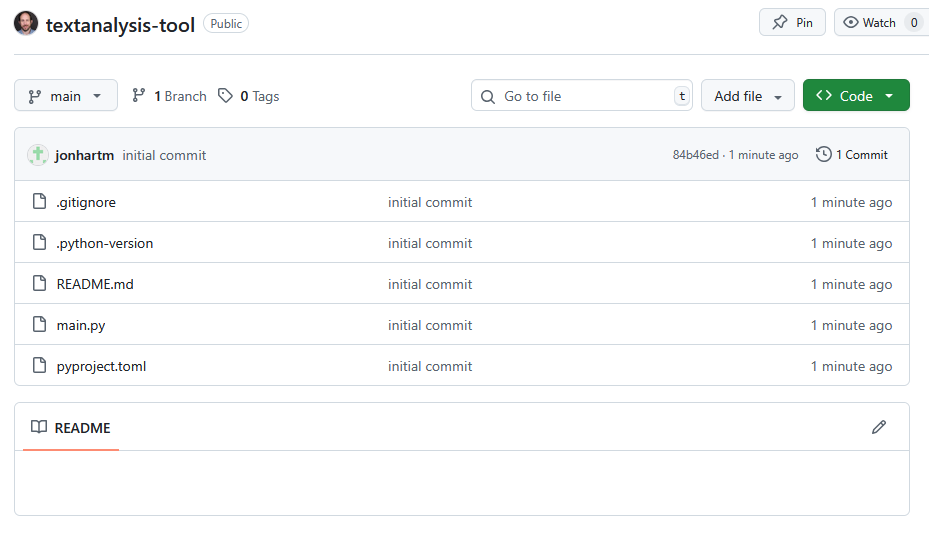 textanalysis-tool Public Pin Watch 0
main 1 Branch 0 Tags Go to file t Add file Code
jonhartm initial commit 84b46ed · 1 minute ago 1 Commit
.gitignore initial commit 1 minute ago
.python-version initial commit 1 minute ago
README.md initial commit 1 minute ago
main.py initial commit 1 minute ago
pyproject.toml initial commit 1 minute ago
README